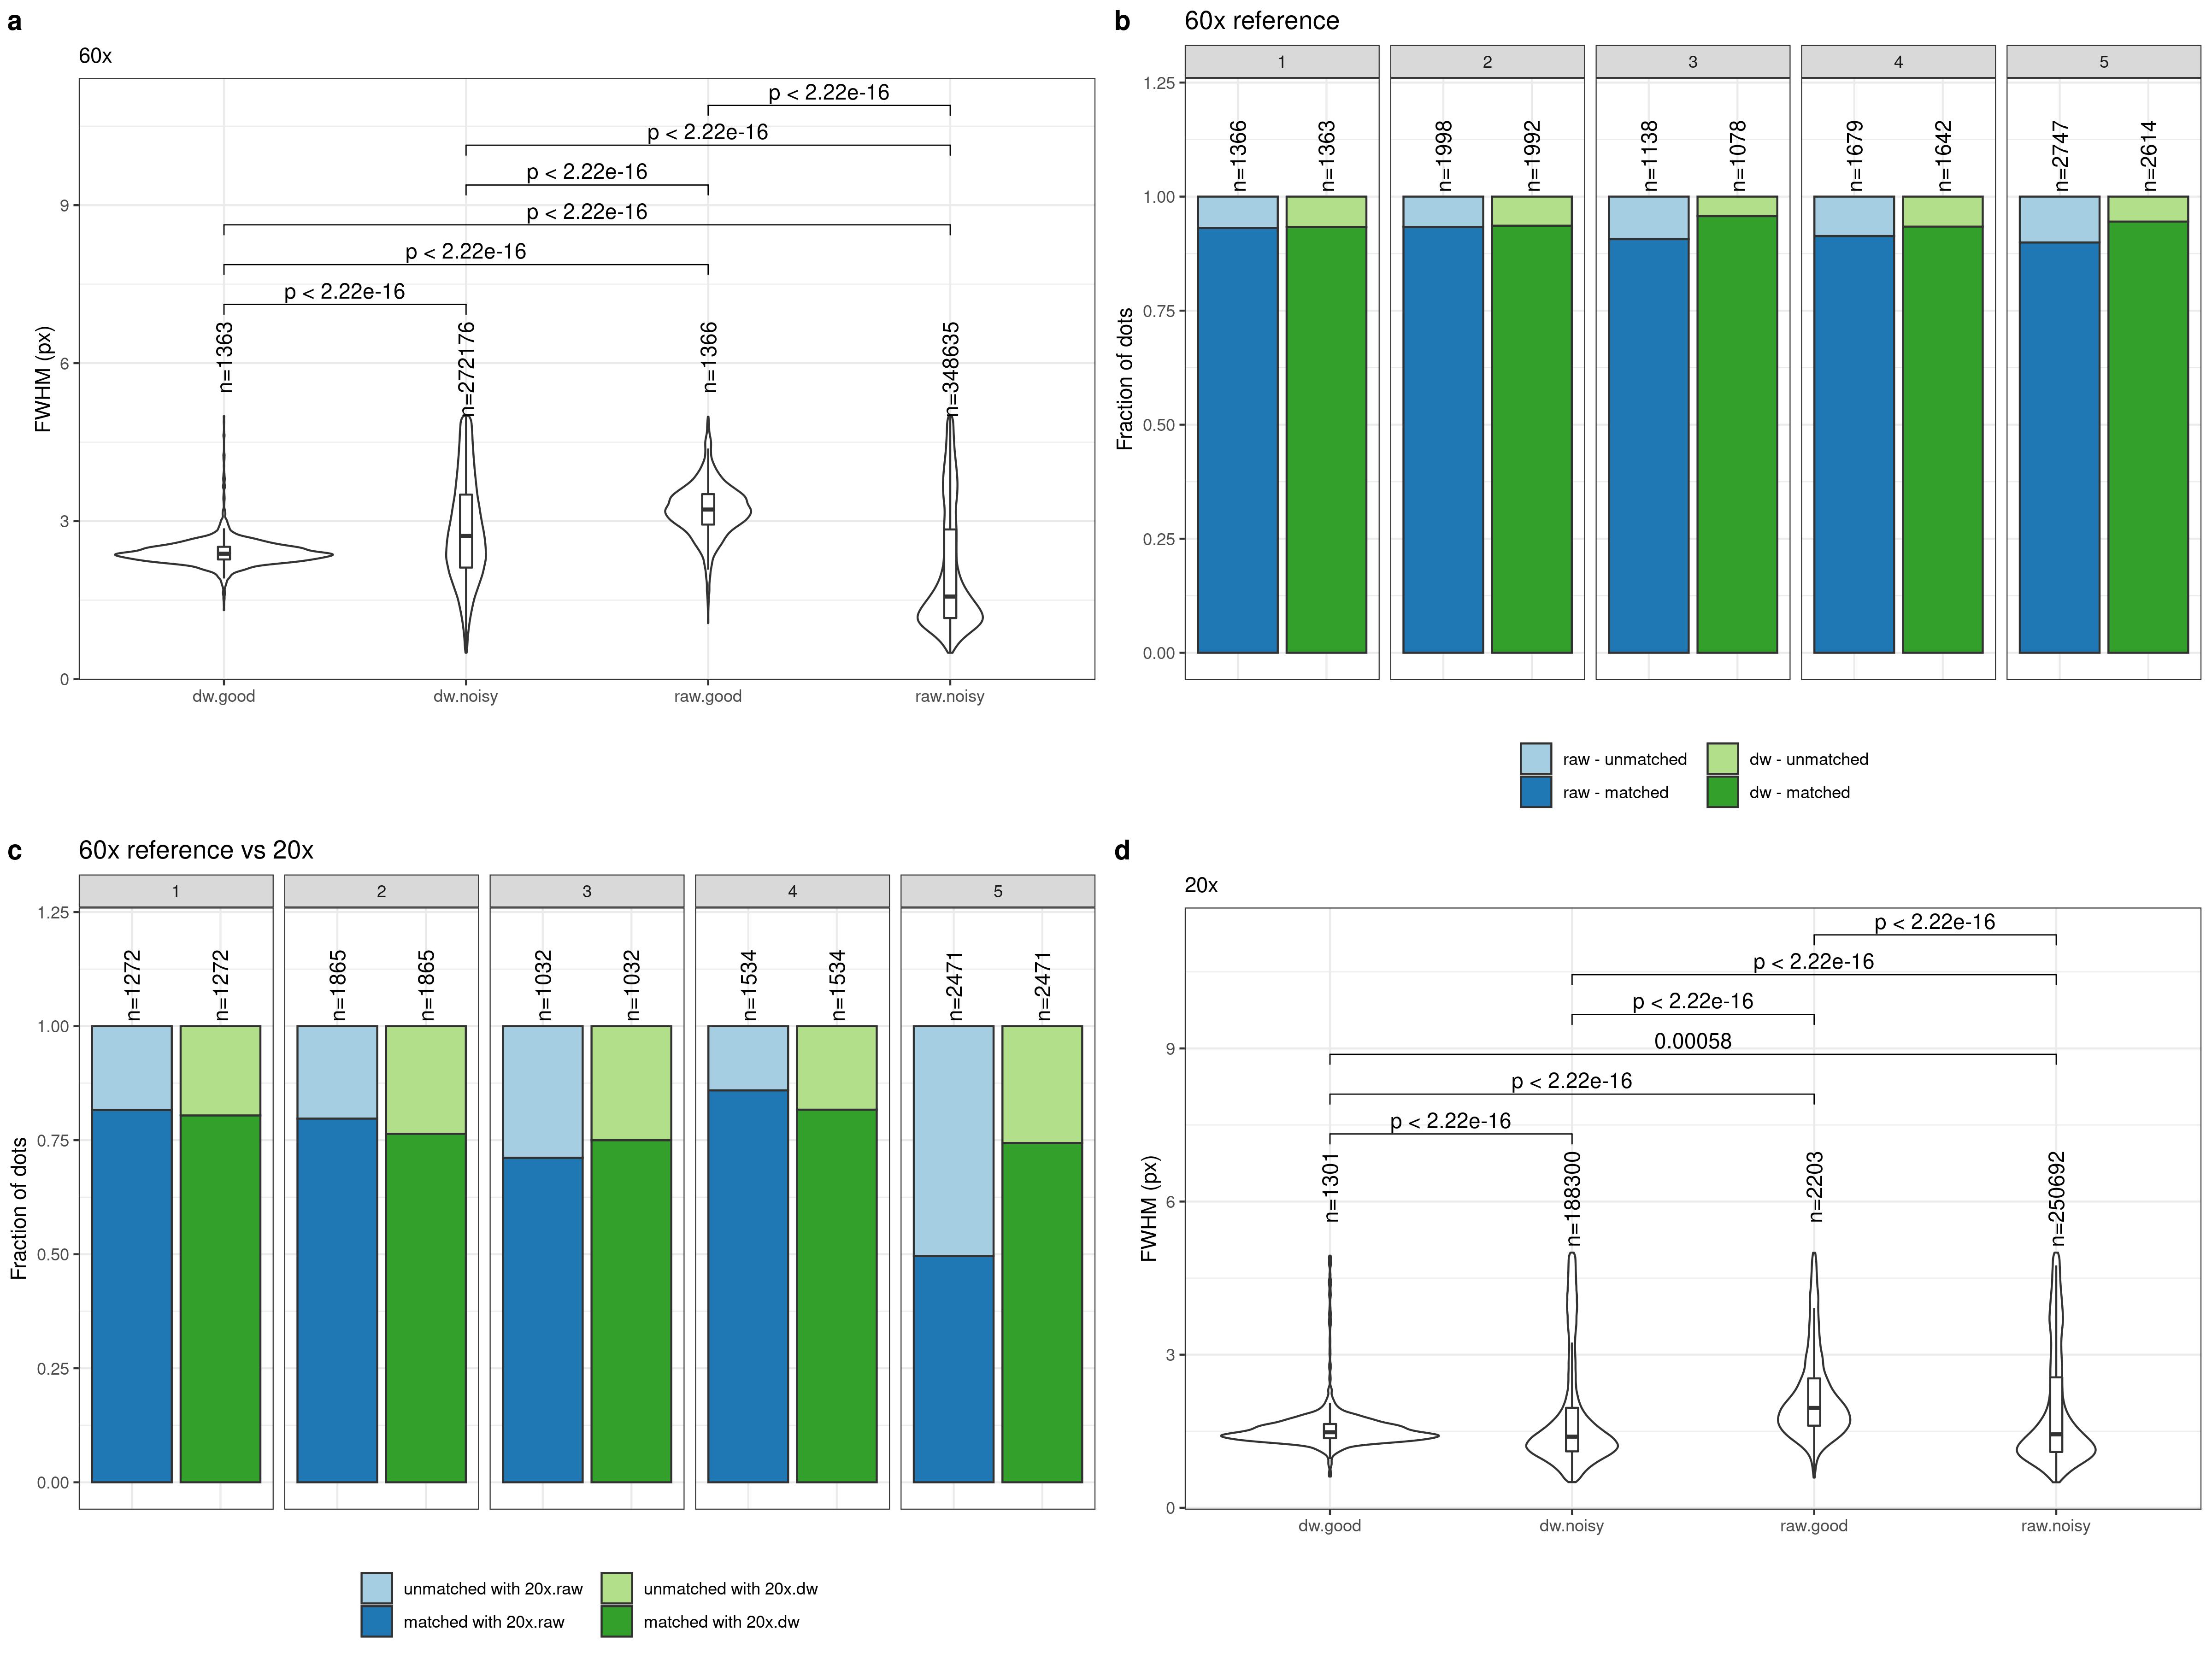 a
60x
p < 2.22e-16
p < 2.22e-16
p < 2.22e-16
p < 2.22e-16
p < 2.22e-16
p < 2.22e-16
n=1363
n=272176
n=1366
n=348635
FWHM (px)
9
6
3
0
dw.good
dw.noisy
raw.good
raw.noisy
b
60x reference
1
2
3
4
5
1.25
1.00
0.75
0.50
0.25
0.00
Fraction of dots
n=1366
n=1363
n=1998
n=1992
n=1138
n=1078
n=1679
n=1642
n=2747
n=2614
raw - unmatched
dw - unmatched
raw - matched
dw - matched
c
60x reference vs 20x
1
2
3
4
5
1.25
1.00
0.75
0.50
0.25
0.00
Fraction of dots
n=1272
n=1272
n=1865
n=1865
n=1032
n=1032
n=1534
n=1534
n=2471
n=2471
unmatched with 20x.raw
unmatched with 20x.dw
matched with 20x.raw
matched with 20x.dw
d
20x
p < 2.22e-16
p < 2.22e-16
p < 2.22e-16
0.00058
p < 2.22e-16
p < 2.22e-16
n=1301
n=188300
n=2203
n=250692
FWHM (px)
9
6
3
0
dw.good
dw.noisy
raw.good
raw.noisy